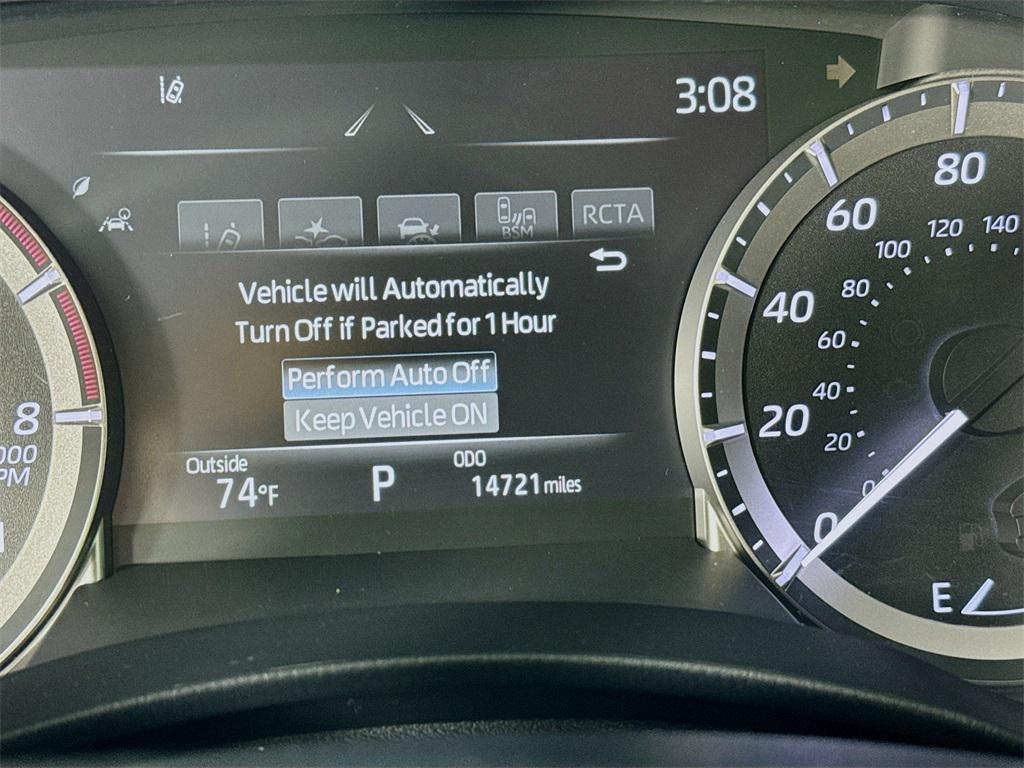 3:08
BSM
RCTA
Vehicle will Automatically
Turn Off if Parked for 1 Hour
Perform Auto Off
Keep Vehicle ON
Outside
74°F
P
ODO
14721 miles
8
80
60
40
20
0
140
120
100
80
60
40
20
0
E